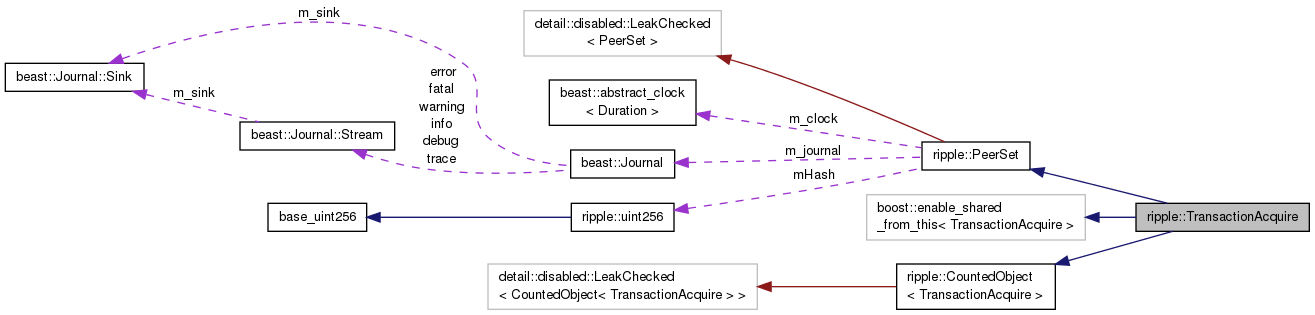 m_sink
detail::disabled::LeakChecked
< PeerSet >
beast::Journal::Sink
error
fatal
warning
info
debug
trace
m_sink
beast::abstract_clock
< Duration >
m_clock
beast::Journal::Stream
beast::Journal
m_journal
ripple::PeerSet
mHash
base_uint256
ripple::uint256
boost::enable_shared
_from_this< TransactionAcquire >
ripple::TransactionAcquire
detail::disabled::LeakChecked
< CountedObject< TransactionAcquire > >
ripple::CountedObject
< TransactionAcquire >